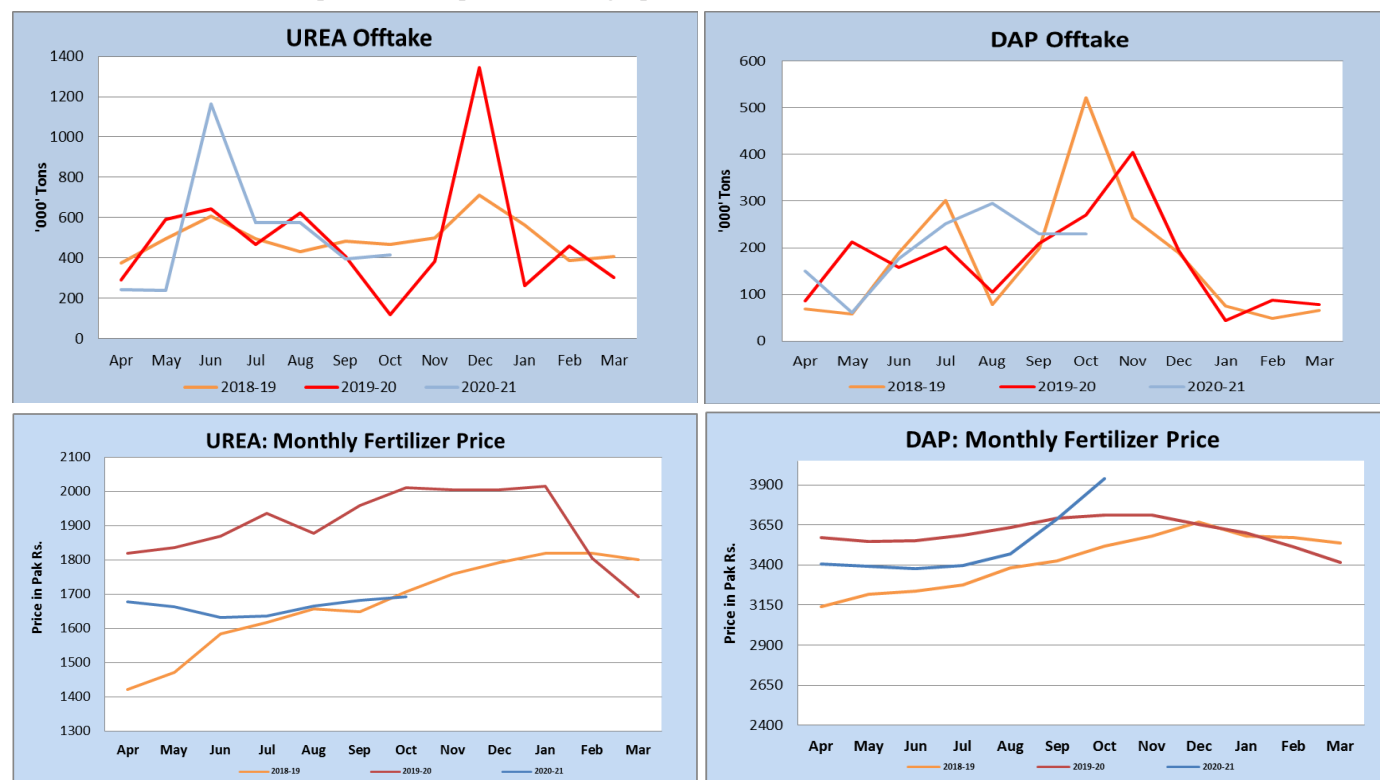 UREA Offtake
1400
1200
1000
800
600
400
200
0
'000' Tons
Apr May Jun Jul Aug Sep Oct Nov Dec Jan Feb Mar
2018-19 2019-20 2020-21
DAP Offtake
600
500
400
300
200
100
0
'000' Tons
Apr May Jun Jul Aug Sep Oct Nov Dec Jan Feb Mar
2018-19 2019-20 2020-21
UREA: Monthly Fertilizer Price
2100
2000
1900
1800
1700
1600
1500
1400
1300
Price in Pak Rs.
Apr May Jun Jul Aug Sep Oct Nov Dec Jan Feb Mar
2018-19 2019-20 2020-21
DAP: Monthly Fertilizer Price
3900
3650
3400
3150
2900
2650
2400
Price in Pak Rs.
Apr May Jun Jul Aug Sep Oct Nov Dec Jan Feb Mar
2018-19 2019-20 2020-21